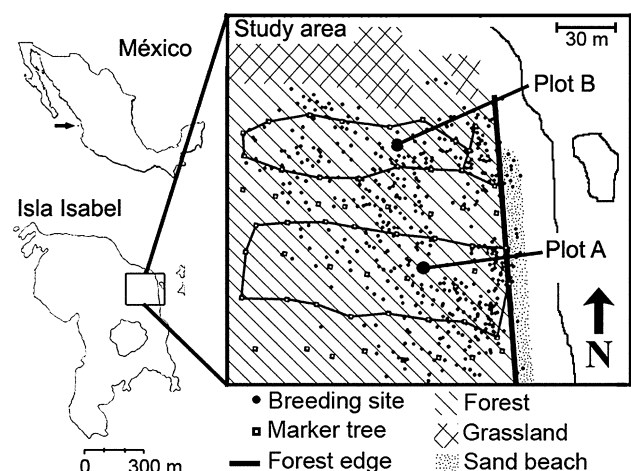 Study area
30 m
México
Plot B
Isla Isabel
Plot A
N
0 300 m
Breeding site
Marker tree
Forest edge
Forest
Grassland
Sand beach